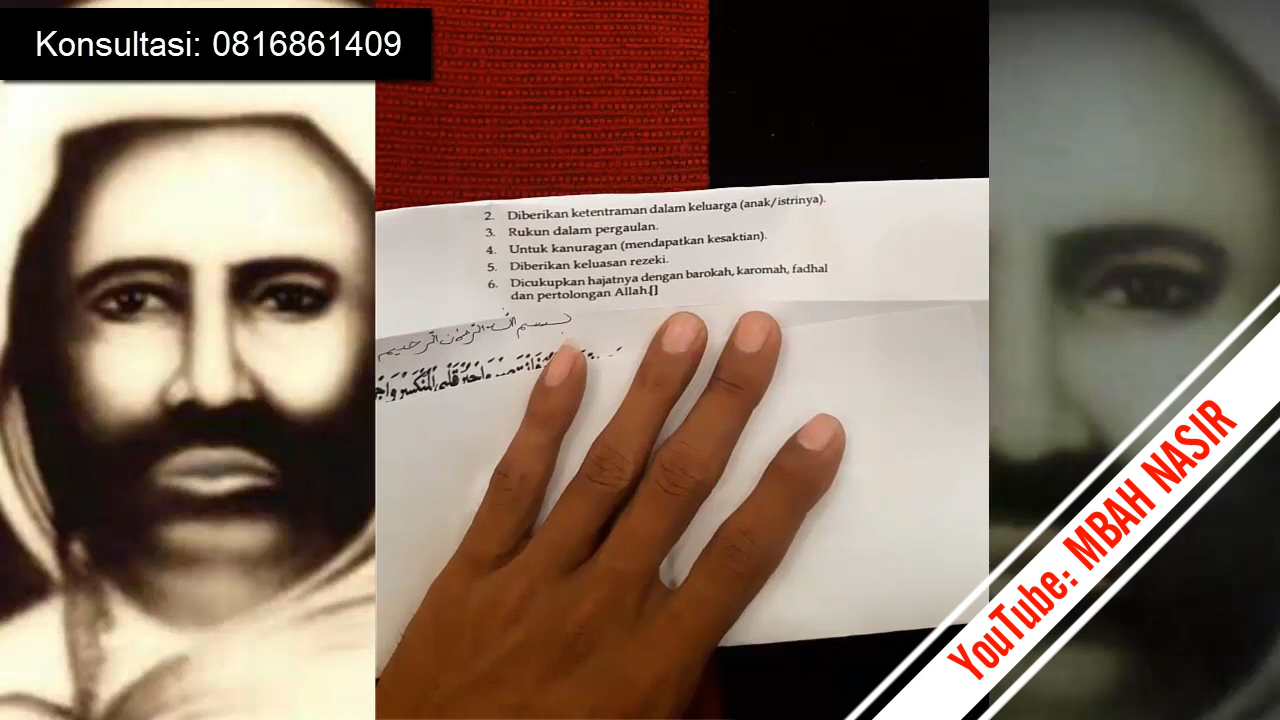 Konsultasi: 0816861409
2. Diberikan ketentraman dalam keluarga (anak/istrinya).
3. Rukun dalam pergaulan.
4. Untuk kanuragan (mendapatkan kesaktian).
5. Diberikan keluasan rezeki.
6. Dicukupkan hajatnya dengan barokah, karomah, fadhal
dan pertolongan Allah.[]
بسم الله الرحمن الرحيم
قلبي المنكسر
YouTube: MBAH NASIR